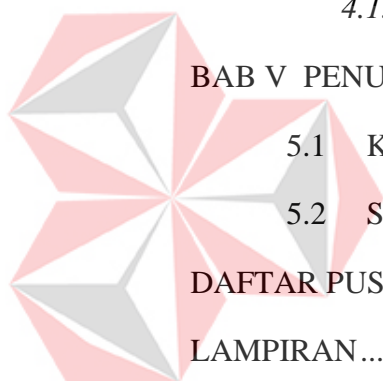 4.1.
BAB V PENU
5.1 K
5.2 S
DAFTAR PUS
LAMPIRAN...